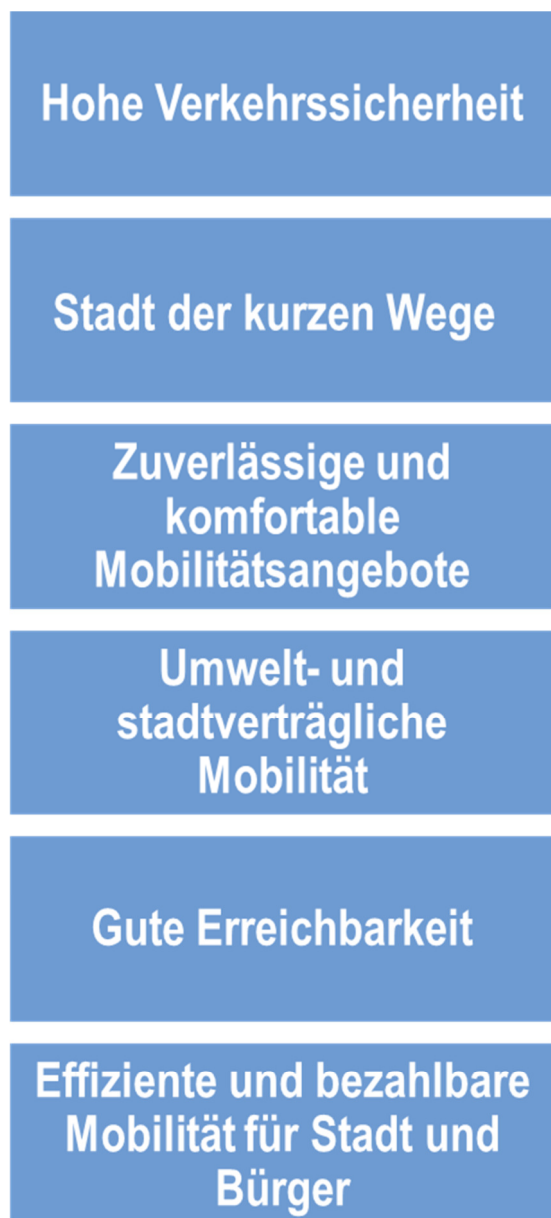 Hohe Verkehrssicherheit
Stadt der kurzen Wege
Zuverlässige und
komfortable
Mobilitätsangebote
Umwelt- und
stadtverträgliche
Mobilität
Gute Erreichbarkeit
Effiziente und bezahlbare
Mobilität für Stadt und
Bürger